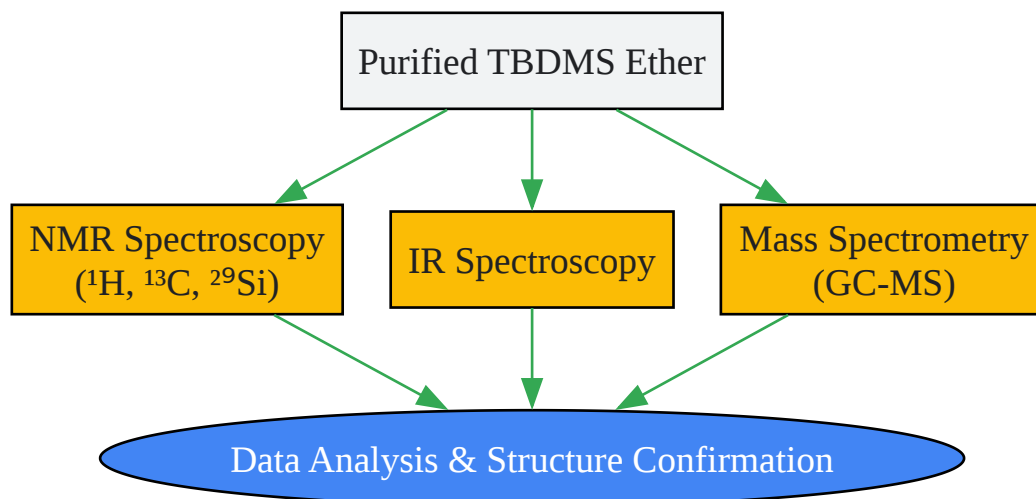 Purified TBDMS Ether
NMR Spectroscopy
(¹H, ¹³C, ²⁹Si)
IR Spectroscopy
Mass Spectrometry
(GC-MS)
Data Analysis & Structure Confirmation